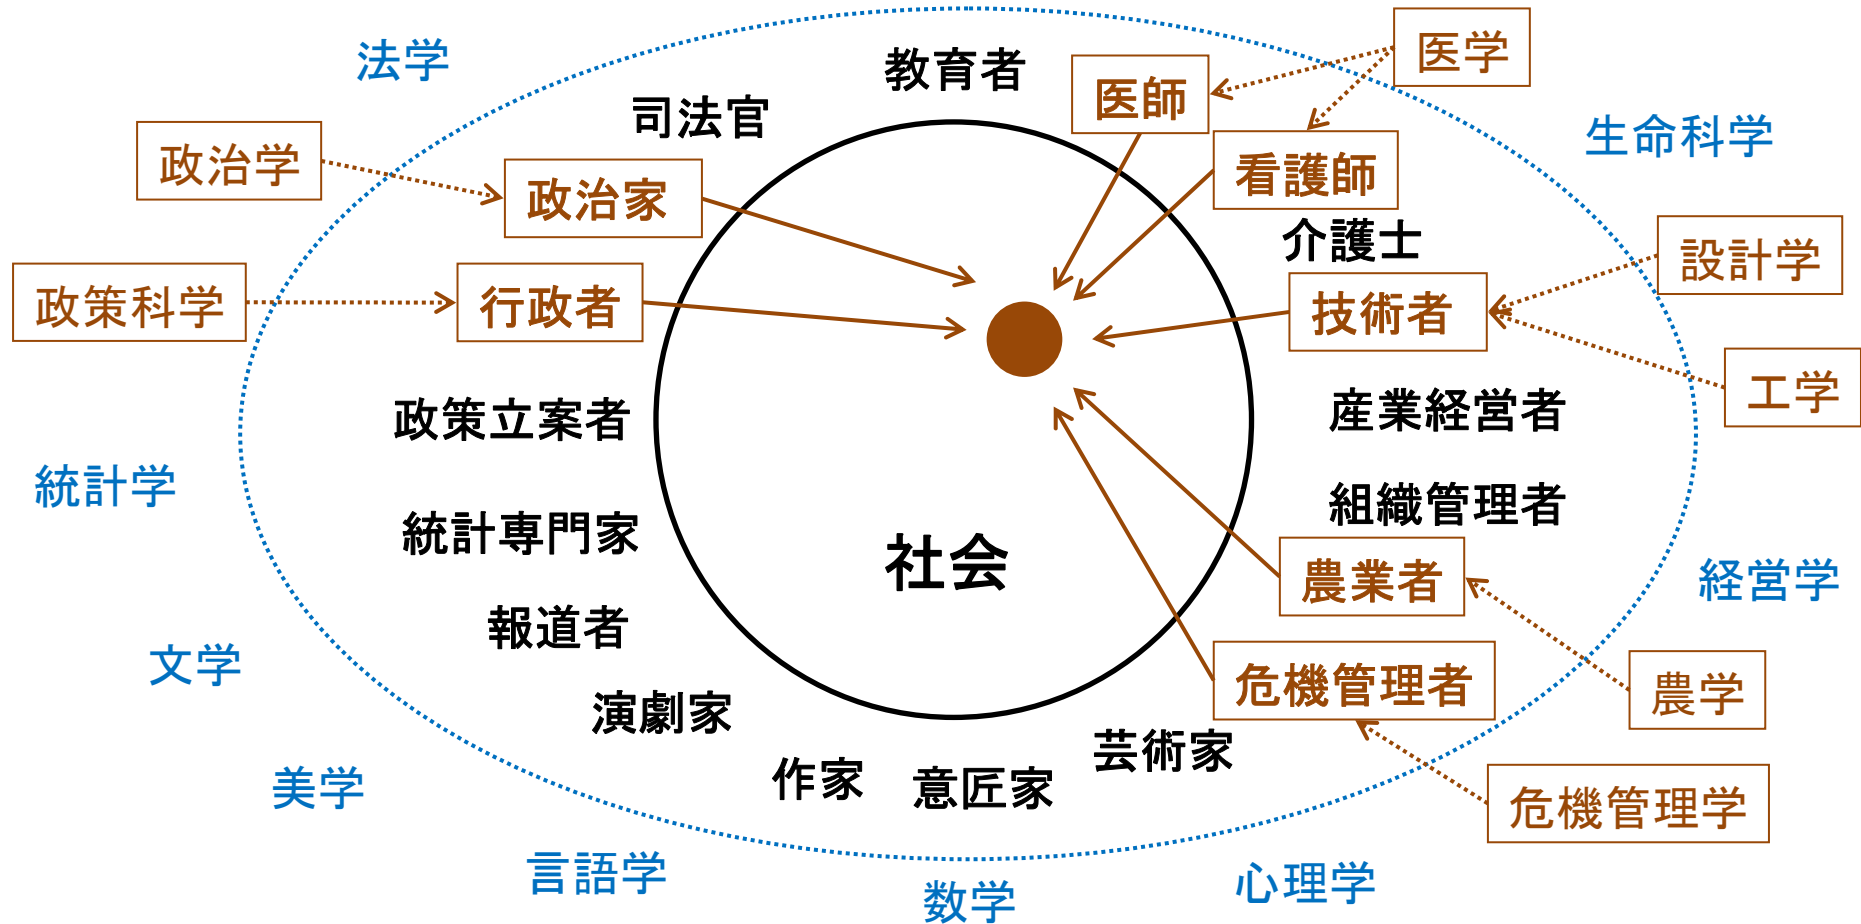 法学
教育者
医師
医学
司法官
生命科学
政治学
政治家
看護師
介護士
設計学
政策科学
行政者
技術者
工学
政策立案者
産業経営者
統計学
組織管理者
統計専門家
社会
農業者
経営学
報道者
文学
危機管理者
農学
演劇家
芸術家
美学
作家
意匠家
危機管理学
言語学
数学
心理学